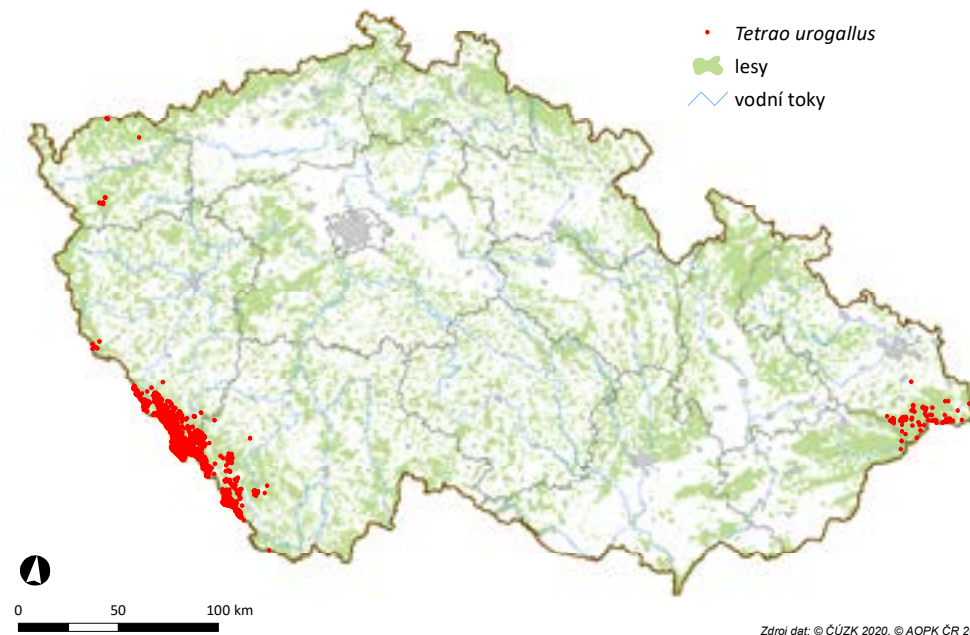 Tetrao urogallus
lesy
vodní toky
0 50 100 km
Zdroj dat: © ČÚZK 2020, © AOPK ČR 2